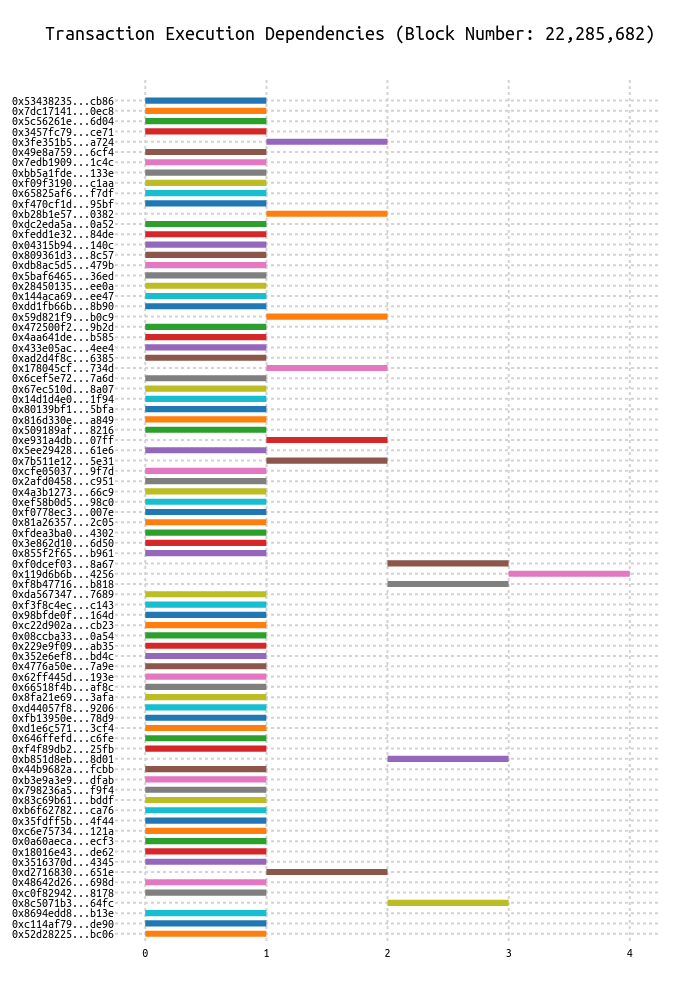 Transaction Execution Dependencies (Block Number: 22,285,682)
0x53438235...cb86
0x7dc17141...0ec8
0x5c56261e...6d04
0x3457fc79...ce71
0x3fe351b5...a724
0x49e8a759...6cf4
0x7edb1909...1c4c
0xbb5a1fde...133e
0xf09f3190...c1aa
0x65825af6...f7df
0xf470cf1d...95bf
0xb28b1e57...0382
0xdc2eda5a...0a52
0xfedd1e32...84de
0x04315b94...140c
0x809361d3...8c57
0xdb8ac5d5...479b
0x5baf6465...36ed
0x28450135...ee0a
0x144aca69...ee47
0xdd1fb66b...8b90
0x59d821f9...b0c9
0x472500f2...9b2d
0x4aa641de...b585
0x433e05ac...4ee4
0xad2d4f8c...6385
0x178045cf...734d
0x6cef5e72...7a6d
0x67ec510d...8a07
0x14d1d4e0...1f94
0x80139bf1...5bfa
0x816d330e...a849
0x509189af...8216
0xe931a4db...07ff
0x5ee29428...61e6
0x7b511e12...5e31
0xcfe05037...9f7d
0x2afd0458...c951
0x4a3b1273...66c9
0xef58b0d5...98c0
0xf0778ec3...007e
0x81a26357...2c05
0xfdea3ba0...4302
0x3e862d10...6d50
0x855f2f65...b961
0xf0dcef03...8a67
0x119d6b6b...4256
0xf8b47716...b818
0xda567347...7689
0xf3f8c4ec...c143
0x98bfde0f...164d
0xc22d902a...cb23
0x08ccba33...0a54
0x229e9f09...ab35
0x352e6ef8...bd4c
0x4776a50e...7a9e
0x62ff445d...193e
0x66518f4b...af8c
0x8fa21e69...3afa
0xd44057f8...9206
0xfb13950e...78d9
0xd1e6c571...3cf4
0x646ffefd...c6fe
0xf4f89db2...25fb
0xb851d8eb...8d01
0x44b9682a...fcbb
0xb3e9a3e9...dfab
0x798236a5...f9f4
0x83c69b61...bddf
0xb6f62782...ca76
0x35fdff5b...4f44
0xc6e75734...121a
0x0a60aeca...ecf3
0x18016e43...de62
0x3516370d...4345
0xd2716830...651e
0x48642d26...698d
0xc0f82942...8178
0x8c5071b3...64fc
0x8694edd8...b13e
0xc114af79...de90
0x52d28225...bc06
0 1 2 3 4